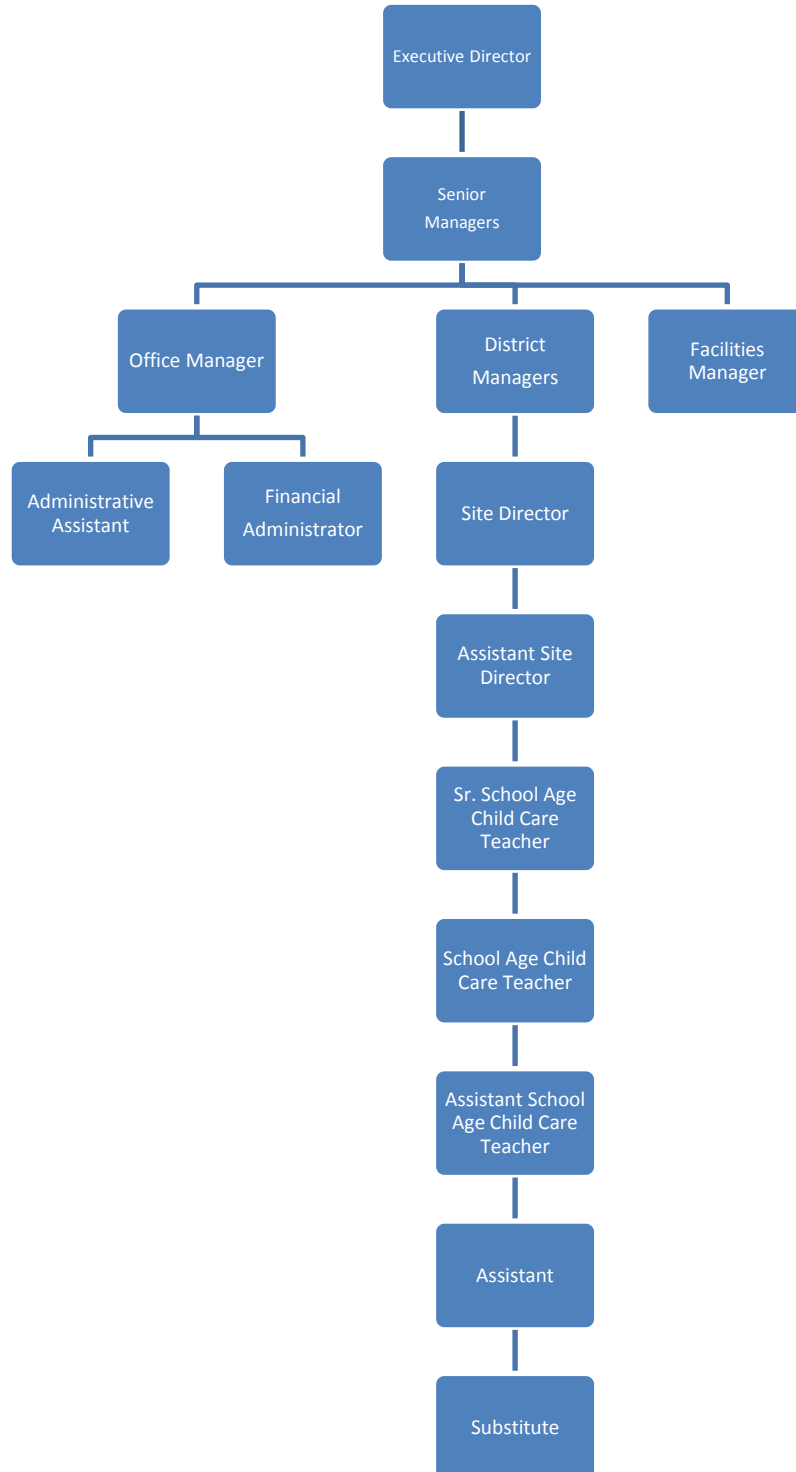 Executive Director
Senior
Managers
Office Manager
District
Managers
Facilities
Manager
Administrative
Assistant
Financial
Administrator
Site Director
Assistant Site
Director
Sr. School Age
Child Care
Teacher
School Age Child
Care Teacher
Assistant School
Age Child Care
Teacher
Assistant
Substitute